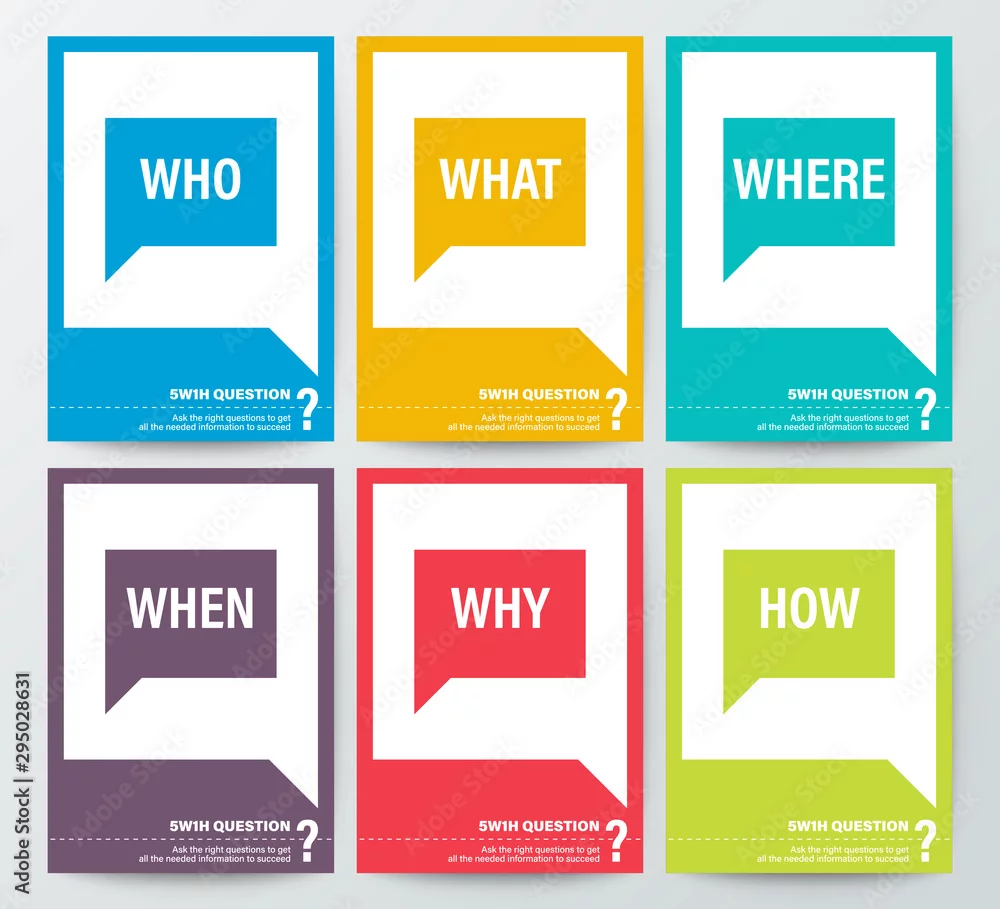 WHO
5W1H QUESTION
?
Ask the right questions to get
all the needed information to succeed
WHAT
5W1H QUESTION
?
Ask the right questions to get
all the needed information to succeed
WHERE
5W1H QUESTION
?
Ask the right questions to get
all the needed information to succeed
WHEN
5W1H QUESTION
?
Ask the right questions to get
all the needed information to succeed
WHY
5W1H QUESTION
?
Ask the right questions to get
all the needed information to succeed
HOW
5W1H QUESTION
?
Ask the right questions to get
all the needed information to succeed
Adobe Stock | #295028631
Adobe Stock